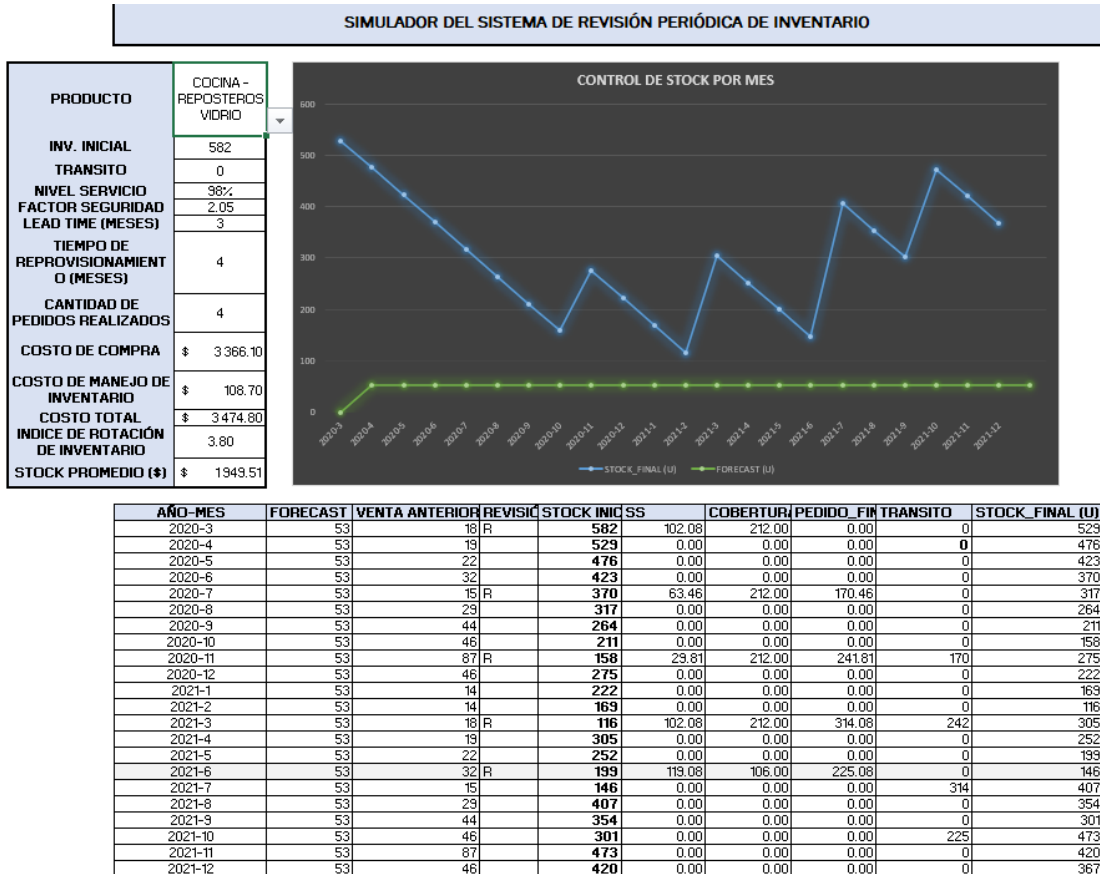 SIMULADOR DEL SISTEMA DE REVISIÓN PERIÓDICA DE INVENTARIO
PRODUCTO
COCINA -
REPOSTEROS
VIDRIO
INV. INICIAL 582
TRANSITO 0
NIVEL SERVICIO 98%
FACTOR SEGURIDAD 2.05
LEAD TIME (MESES) 3
TIEMPO DE
REPROVISIONAMIENT
O (MESES)
4
CANTIDAD DE
PEDIDOS REALIZADOS
4
COSTO DE COMPRA $ 3 366.10
COSTO DE MANEJO DE
INVENTARIO
$ 108.70
COSTO TOTAL $ 3 474.80
INDICE DE ROTACIÓN
DE INVENTARIO
3.80
STOCK PROMEDIO ($) $ 1949.51
CONTROL DE STOCK POR MES
600
500
400
300
200
100
0
2020-3 2020-4 2020-5 2020-6 2020-7 2020-8 2020-9 2020-10 2020-11 2020-12 2021-1 2021-2 2021-3 2021-4 2021-5 2021-6 2021-7 2021-8 2021-9 2021-10 2021-11 2021-12
STOCK_FINAL (U) FORECAST (U)
AÑO-MES FORECAST VENTA ANTERIOR REVISIÓ STOCK INIC SS COBERTURA PEDIDO_FIN TRANSITO STOCK_FINAL (U)
2020-3 53 18 R 582 102.08 212.00 0.00 0 529
2020-4 53 19 529 0.00 0.00 0.00 0 476
2020-5 53 22 476 0.00 0.00 0.00 0 423
2020-6 53 32 423 0.00 0.00 0.00 0 370
2020-7 53 15 R 370 63.46 212.00 170.46 0 317
2020-8 53 29 317 0.00 0.00 0.00 0 264
2020-9 53 44 264 0.00 0.00 0.00 0 211
2020-10 53 46 211 0.00 0.00 0.00 0 158
2020-11 53 87 R 158 29.81 212.00 241.81 170 275
2020-12 53 46 275 0.00 0.00 0.00 0 222
2021-1 53 14 222 0.00 0.00 0.00 0 169
2021-2 53 14 169 0.00 0.00 0.00 0 116
2021-3 53 18 R 116 102.08 212.00 314.08 242 305
2021-4 53 19 305 0.00 0.00 0.00 0 252
2021-5 53 22 252 0.00 0.00 0.00 0 199
2021-6 53 32 R 199 119.08 106.00 225.08 0 146
2021-7 53 15 146 0.00 0.00 0.00 314 407
2021-8 53 29 407 0.00 0.00 0.00 0 354
2021-9 53 44 354 0.00 0.00 0.00 0 301
2021-10 53 46 301 0.00 0.00 0.00 225 473
2021-11 53 87 473 0.00 0.00 0.00 0 420
2021-12 53 46 420 0.00 0.00 0.00 0 367